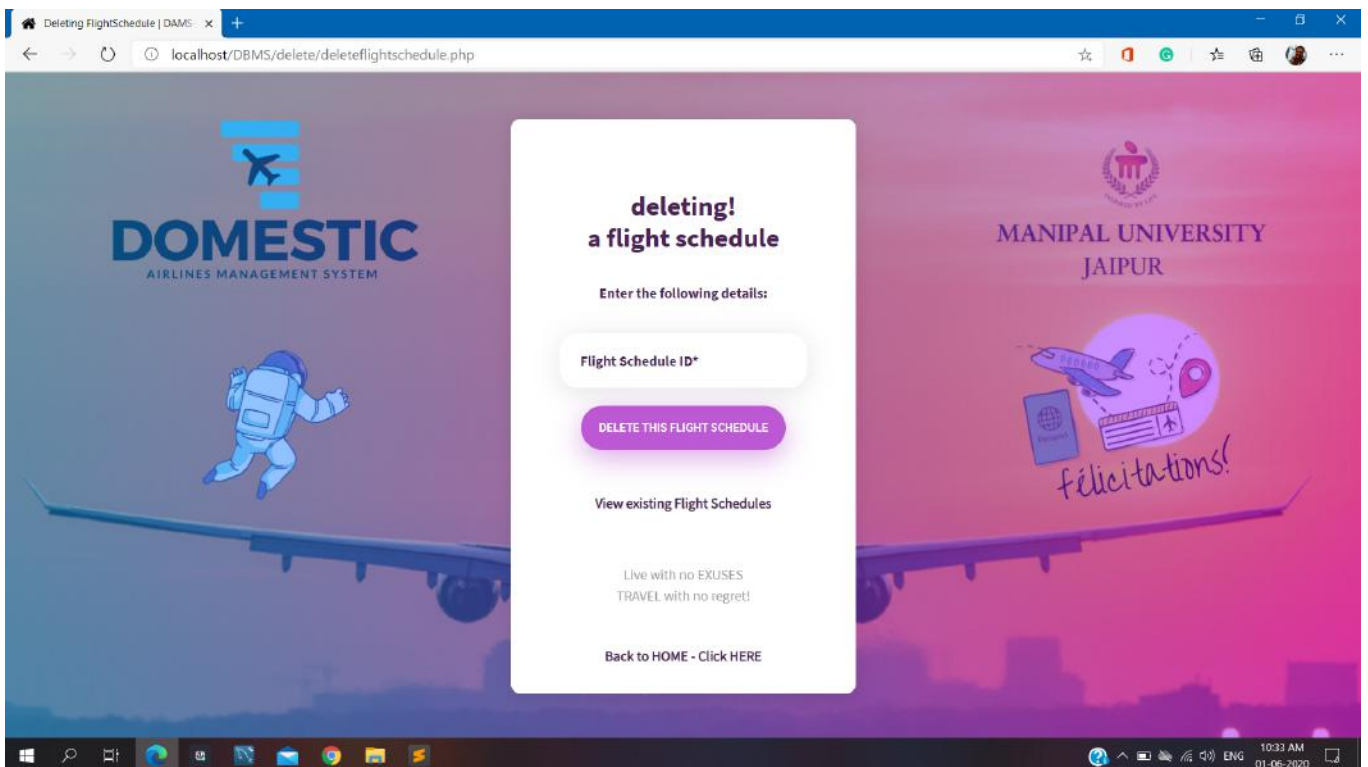 Deleting FlightSchedule | DAMS
localhost/DBMS/delete/deleteflightschedule.php
DOMESTIC
AIRLINES MANAGEMENT SYSTEM
deleting!
a flight schedule
Enter the following details:
Flight Schedule ID*
DELETE THIS FLIGHT SCHEDULE
View existing Flight Schedules
Live with no EXUSES
TRAVEL with no regret!
Back to HOME - Click HERE
MANIPAL UNIVERSITY
JAIPUR
félicitations!
ENG
10:33 AM
01-06-2020